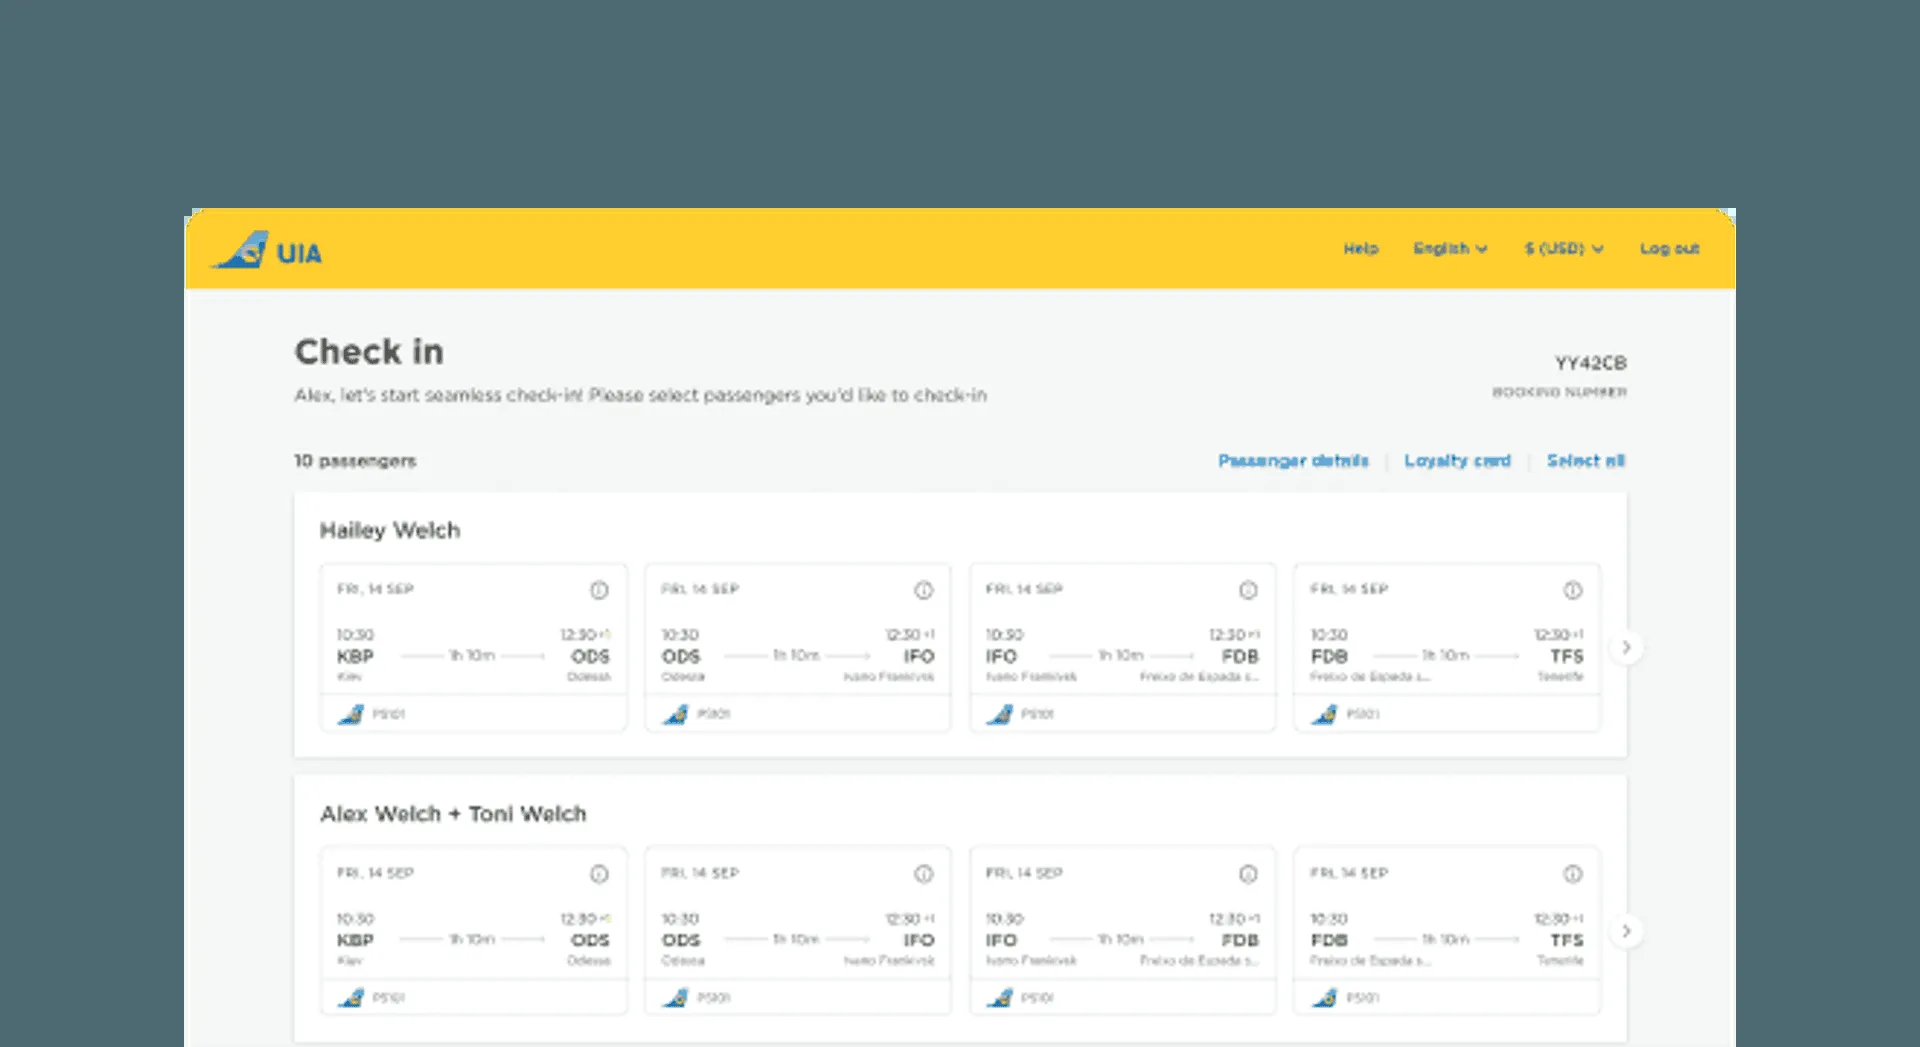 UIA
Help English $ (USD) Log out
Check in
YY42CB
Alex, let's start seamless check-in! Please select passengers you'd like to check-in
BOOKING NUMBER
10 passengers
Passenger details Loyalty card Select all
Hailey Welch
FRI, 14 SEP FRI, 14 SEP FRI, 14 SEP FRI, 14 SEP
10:30 12:30 +1 10:30 12:30 +1 10:30 12:30 +1 10:30 12:30 +1
KBP 1h 10m ODS ODS 1h 10m IFO IFO 1h 10m FDB FDB 1h 10m TFS
Kiev Odessa Odessa Ivano Frankivsk Ivano Frankivsk Freixo de Espada s... Freixo de Espada s... Tenerife
PS101 PS101 PS101 PS101
Alex Welch + Toni Welch
FRI, 14 SEP FRI, 14 SEP FRI, 14 SEP FRI, 14 SEP
10:30 12:30 +1 10:30 12:30 +1 10:30 12:30 +1 10:30 12:30 +1
KBP 1h 10m ODS ODS 1h 10m IFO IFO 1h 10m FDB FDB 1h 10m TFS
Kiev Odessa Odessa Ivano Frankivsk Ivano Frankivsk Freixo de Espada s... Freixo de Espada s... Tenerife
PS101 PS101 PS101 PS101